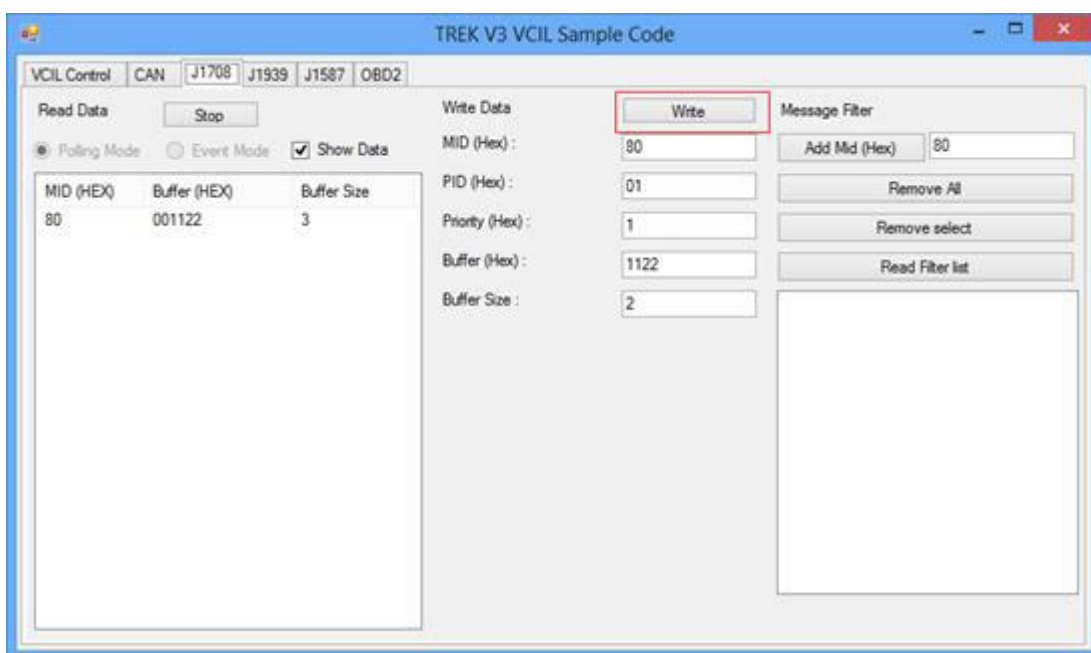 TREK V3 VCIL Sample Code
VCIL Control CAN J1708 J1939 J1587 OBD2
Read Data Stop
Polling Mode Event Mode Show Data
MID (HEX) Buffer (HEX) Buffer Size
80 001122 3
Write Data Write
MID (Hex) : 80
PID (Hex) : 01
Priority (Hex) : 1
Buffer (Hex) : 1122
Buffer Size : 2
Message Filter
Add Mid (Hex) 80
Remove All
Remove select
Read Filter list